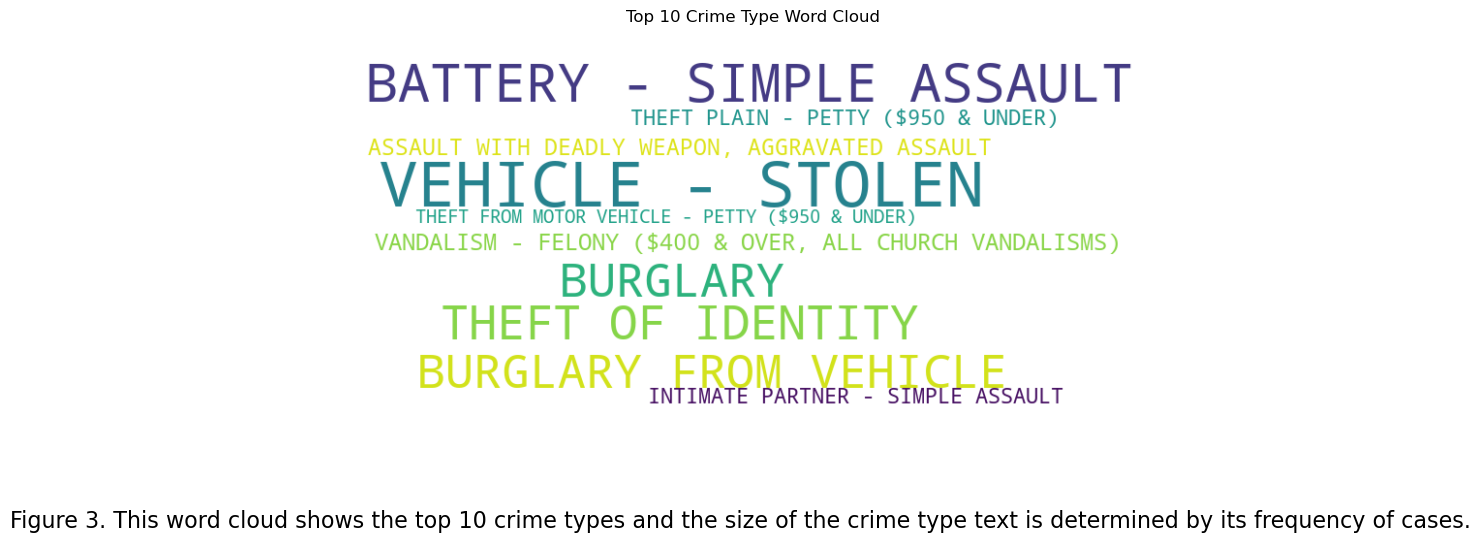 Top 10 Crime Type Word Cloud
BATTERY - SIMPLE ASSAULT
THEFT PLAIN - PETTY ($950 & UNDER)
ASSAULT WITH DEADLY WEAPON, AGGRAVATED ASSAULT
VEHICLE - STOLEN
THEFT FROM MOTOR VEHICLE - PETTY ($950 & UNDER)
VANDALISM - FELONY ($400 & OVER, ALL CHURCH VANDALISMS)
BURGLARY
THEFT OF IDENTITY
BURGLARY FROM VEHICLE
INTIMATE PARTNER - SIMPLE ASSAULT
Figure 3. This word cloud shows the top 10 crime types and the size of the crime type text is determined by its frequency of cases.